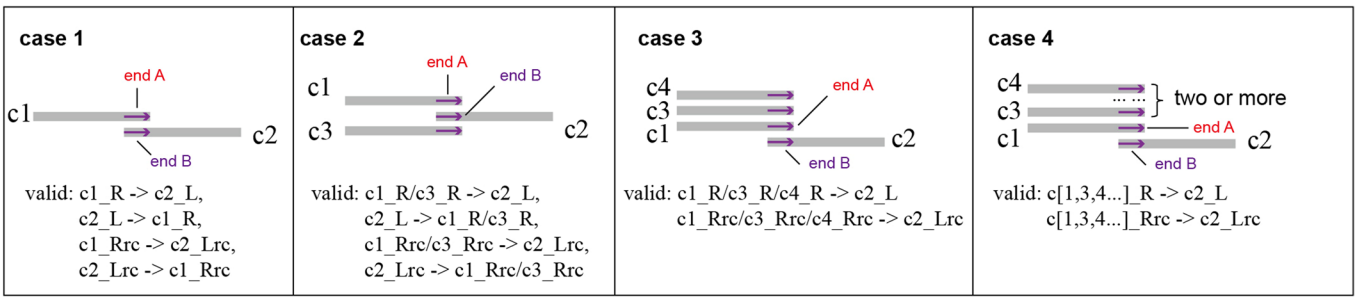 case 1
end A
c1
c2
end B
valid: c1_R -> c2_L,
c2_L -> c1_R,
c1_Rrc -> c2_Lrc,
c2_Lrc -> c1_Rrc
case 2
end A
end B
c1
c3
c2
valid: c1_R/c3_R -> c2_L,
c2_L -> c1_R/c3_R,
c1_Rrc/c3_Rrc -> c2_Lrc,
c2_Lrc -> c1_Rrc/c3_Rrc
case 3
c4
end A
c3
c1
c2
end B
valid: c1_R/c3_R/c4_R -> c2_L
c1_Rrc/c3_Rrc/c4_Rrc -> c2_Lrc
case 4
c4
... ...
two or more
c3
c1
end A
c2
end B
valid: c[1,3,4...]_R -> c2_L
c[1,3,4...]_Rrc -> c2_Lrc